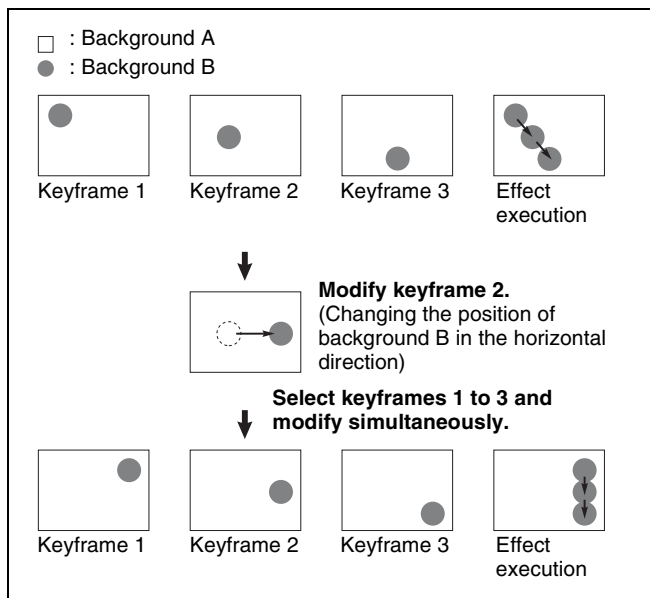 : Background A
: Background B
Keyframe 1
Keyframe 2
Keyframe 3
Effect
execution
Modify keyframe 2.
(Changing the position of
background B in the horizontal
direction)
Select keyframes 1 to 3 and
modify simultaneously.
Keyframe 1
Keyframe 2
Keyframe 3
Effect
execution